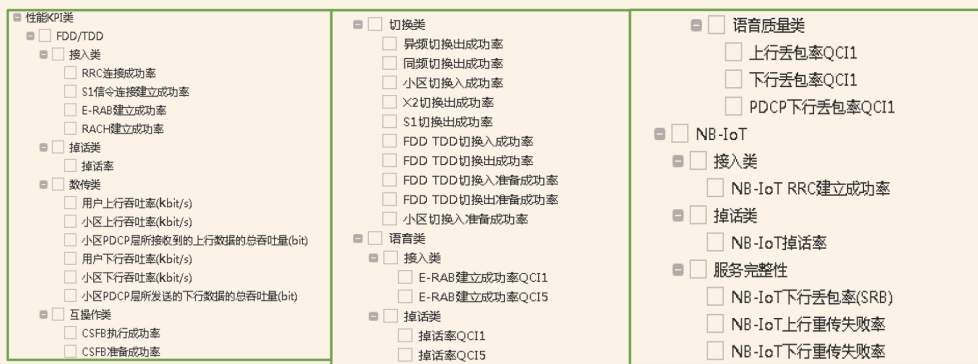 性能KPI类
FDD/TDD
接入类
RRC连接成功率
S1信令连接建立成功率
E-RAB建立成功率
RACH建立成功率
掉话类
掉话率
数传类
用户上行吞吐率(kbit/s)
小区上行吞吐率(kbit/s)
小区PDCP层所接收到的上行数据的总吞吐量(bit)
用户下行吞吐率(kbit/s)
小区下行吞吐率(kbit/s)
小区PDCP层所发送的下行数据的总吞吐量(bit)
互操作类
CSFB执行成功率
CSFB准备成功率
切换类
异频切换出成功率
同频切换出成功率
小区切换入成功率
X2切换出成功率
S1切换出成功率
FDD TDD切换入成功率
FDD TDD切换出成功率
FDD TDD切换入准备成功率
FDD TDD切换出准备成功率
小区切换入准备成功率
语音类
接入类
E-RAB建立成功率QCI1
E-RAB建立成功率QCI5
掉话类
掉话率QCI1
掉话率QCI5
语音质量类
上行丢包率QCI1
下行丢包率QCI1
PDCP下行丢包率QCI1
NB-IoT
接入类
NB-IoT RRC建立成功率
掉话类
NB-IoT掉话率
服务完整性
NB-IoT下行丢包率(SRB)
NB-IoT上行重传失败率
NB-IoT下行重传失败率